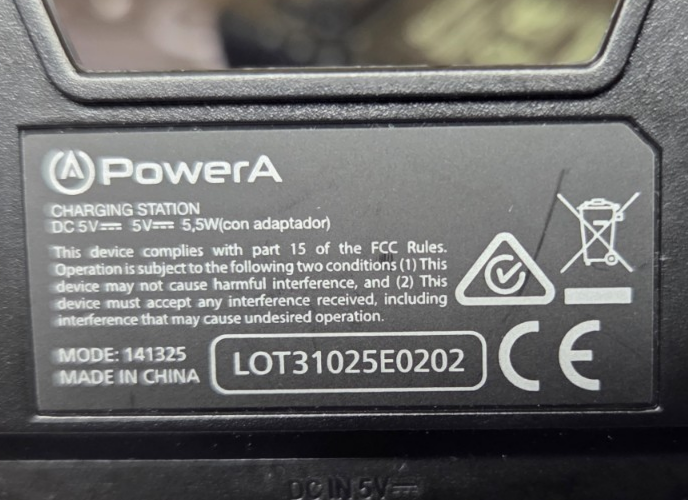 PowerA
CHARGING STATION
DC 5V⎓ 5V⎓ 5,5W(con adaptador)
This device complies with part 15 of the FCC Rules.
Operation is subject to the following two conditions (1) This
device may not cause harmful interference, and (2) This
device must accept any interference received, including
interference that may cause undesired operation.
MODE: 141325
MADE IN CHINA
LOT31025E0202
CE
DC IN 5V⎓